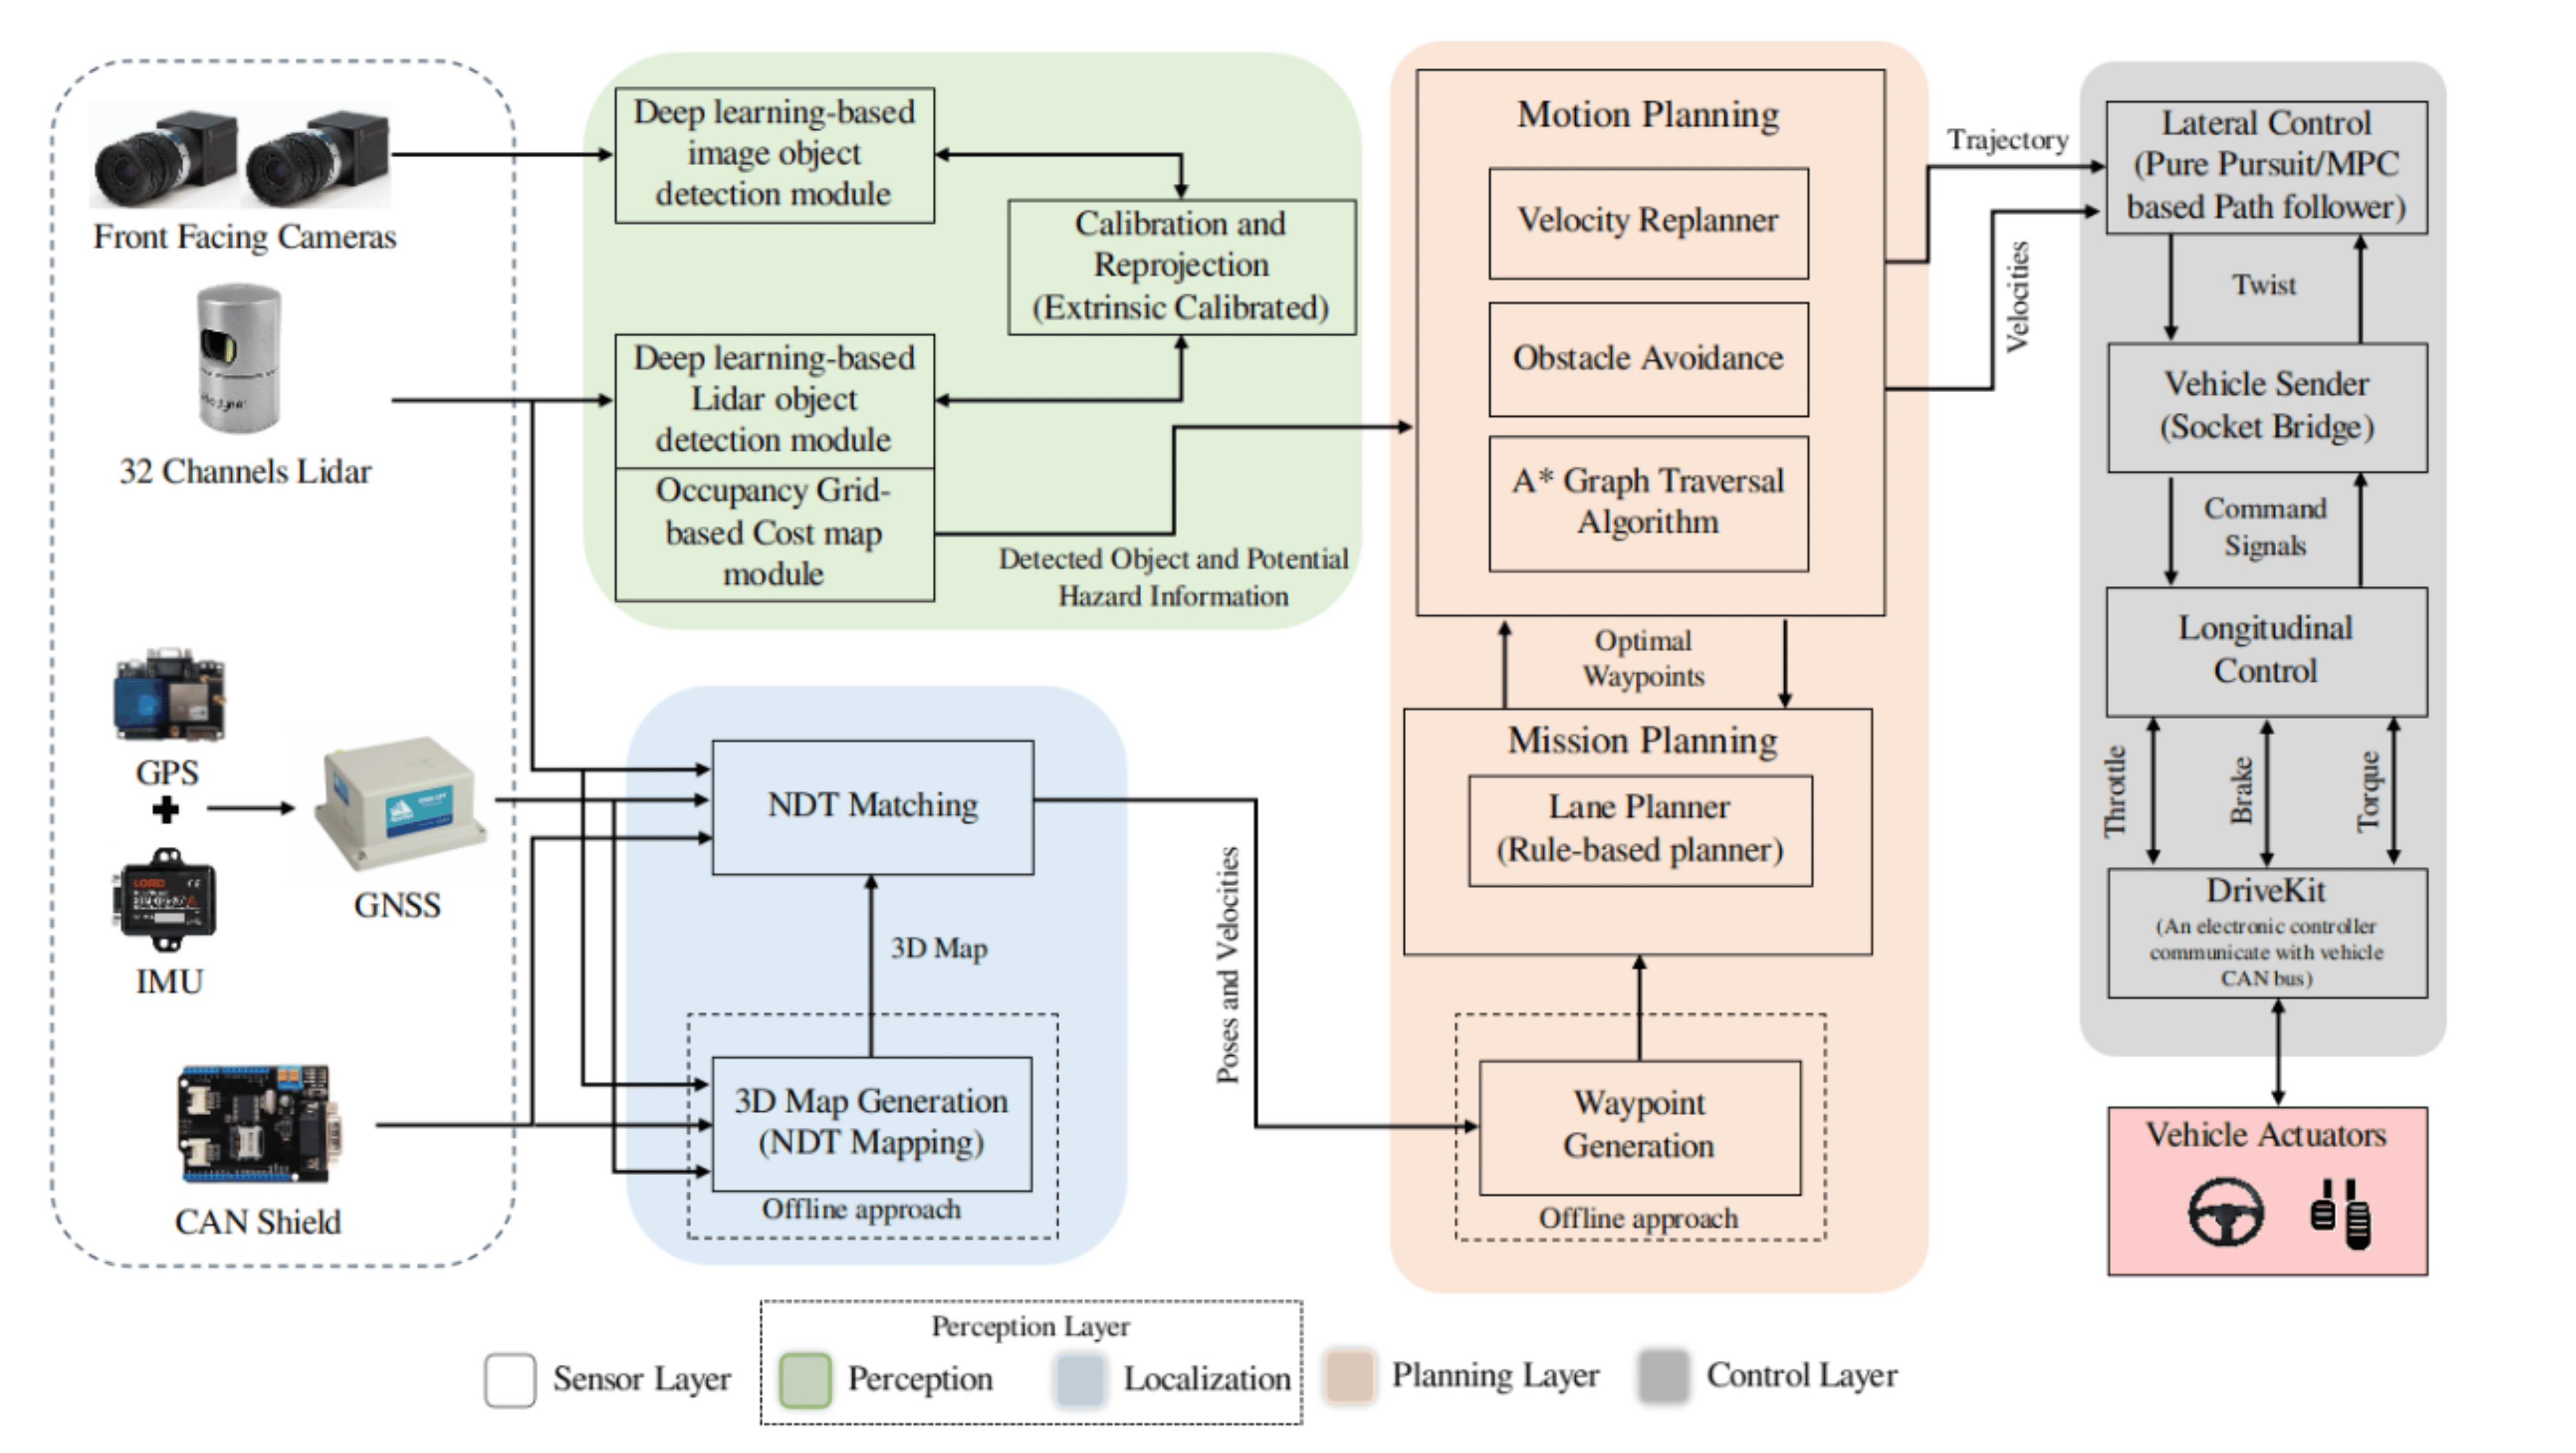 Front Facing Cameras
32 Channels Lidar
GPS
IMU
GNSS
CAN Shield
Deep learning-based
image object
detection module
Calibration and
Reprojection
(Extrinsic Calibrated)
Deep learning-based
Lidar object
detection module
Occupancy Grid-
based Cost map
module
Detected Object and Potential
Hazard Information
NDT Matching
3D Map
3D Map Generation
(NDT Mapping)
Offline approach
Poses and Velocities
Motion Planning
Velocity Replanner
Obstacle Avoidance
A* Graph Traversal
Algorithm
Optimal
Waypoints
Mission Planning
Lane Planner
(Rule-based planner)
Waypoint
Generation
Offline approach
Trajectory
Velocities
Lateral Control
(Pure Pursuit/MPC
based Path follower)
Twist
Vehicle Sender
(Socket Bridge)
Command
Signals
Longitudinal
Control
Throttle
Brake
Torque
DriveKit
(An electronic controller
communicate with vehicle
CAN bus)
Vehicle Actuators
Perception Layer
Sensor Layer
Perception
Localization
Planning Layer
Control Layer